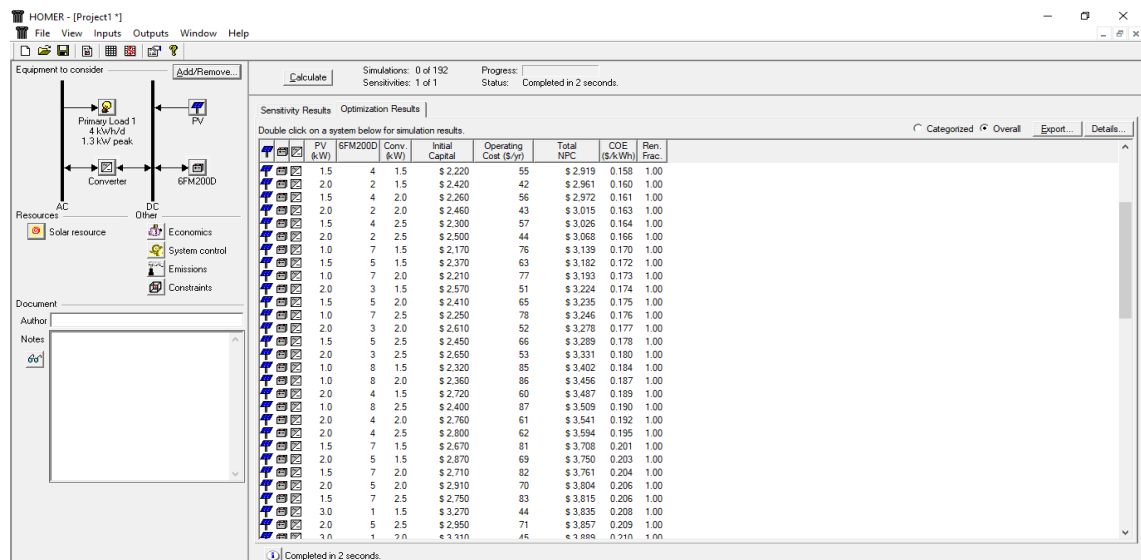 HOMER - [Project1 *]
File View Inputs Outputs Window Help
Equipment to consider
Add/Remove...
Calculate
Simulations: 0 of 192
Progress:
Sensitivities: 1 of 1
Status: Completed in 2 seconds.
Primary Load 1
4 kWh/d
1.3 kW peak
PV
Converter
6FM200D
AC
DC
Resources
Other
Solar resource
Economics
System control
Emissions
Constraints
Document
Author
Notes
Sensitivity Results
Optimization Results
Double click on a system below for simulation results.
Categorized
Overall
Export...
Details...
PV (kW) 6FM200D Conv. (kW) Initial Capital Operating Cost ($/yr) Total NPC COE ($/kWh) Ren. Frac.
1.5 4 1.5 $ 2,220 55 $ 2,919 0.158 1.00
2.0 2 1.5 $ 2,420 42 $ 2,961 0.160 1.00
1.5 4 2.0 $ 2,260 56 $ 2,972 0.161 1.00
2.0 2 2.0 $ 2,460 43 $ 3,015 0.163 1.00
1.5 4 2.5 $ 2,300 57 $ 3,026 0.164 1.00
2.0 2 2.5 $ 2,500 44 $ 3,068 0.166 1.00
1.0 7 1.5 $ 2,170 76 $ 3,139 0.170 1.00
1.5 5 1.5 $ 2,370 63 $ 3,182 0.172 1.00
1.0 7 2.0 $ 2,210 77 $ 3,193 0.173 1.00
2.0 3 1.5 $ 2,570 51 $ 3,224 0.174 1.00
1.5 5 2.0 $ 2,410 65 $ 3,235 0.175 1.00
1.0 7 2.5 $ 2,250 78 $ 3,246 0.176 1.00
2.0 3 2.0 $ 2,610 52 $ 3,278 0.177 1.00
1.5 5 2.5 $ 2,450 66 $ 3,289 0.178 1.00
2.0 3 2.5 $ 2,650 53 $ 3,331 0.180 1.00
1.0 8 1.5 $ 2,320 85 $ 3,402 0.184 1.00
1.0 8 2.0 $ 2,360 86 $ 3,456 0.187 1.00
2.0 4 1.5 $ 2,720 60 $ 3,487 0.189 1.00
1.0 8 2.5 $ 2,400 87 $ 3,509 0.190 1.00
2.0 4 2.0 $ 2,760 61 $ 3,541 0.192 1.00
2.0 4 2.5 $ 2,800 62 $ 3,594 0.195 1.00
1.5 7 1.5 $ 2,670 81 $ 3,708 0.201 1.00
2.0 5 1.5 $ 2,870 69 $ 3,750 0.203 1.00
1.5 7 2.0 $ 2,710 82 $ 3,761 0.204 1.00
2.0 5 2.0 $ 2,910 70 $ 3,804 0.206 1.00
1.5 7 2.5 $ 2,750 83 $ 3,815 0.206 1.00
3.0 1 1.5 $ 3,270 44 $ 3,835 0.208 1.00
2.0 5 2.5 $ 2,950 71 $ 3,857 0.209 1.00
3.0 1 2.0 $ 3,310 45 $ 3,889 0.210 1.00
Completed in 2 seconds.